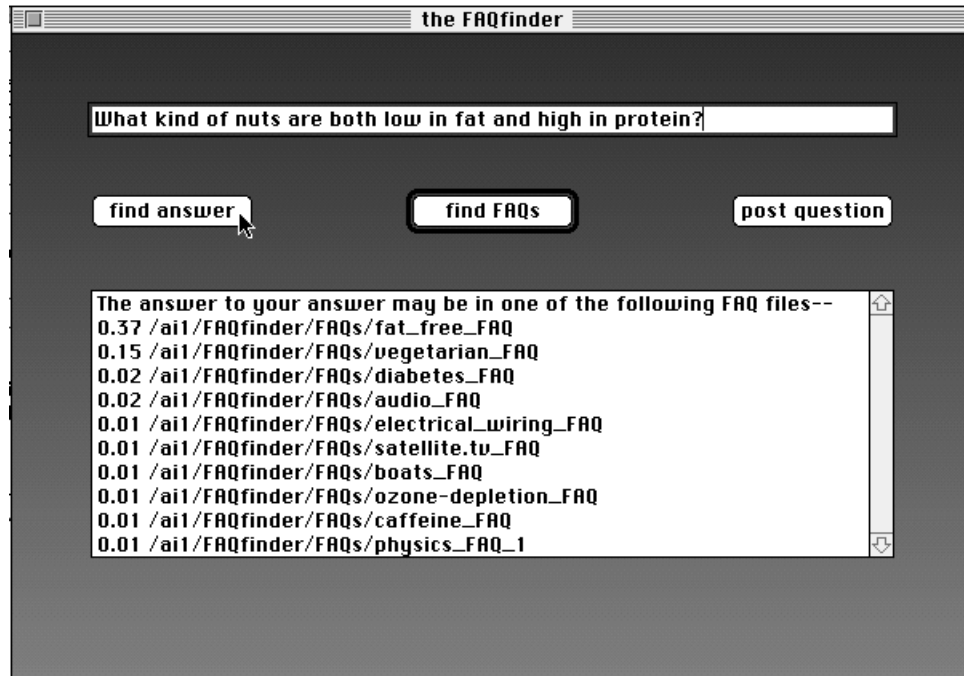 the FAQfinder
What kind of nuts are both low in fat and high in protein?
find answer
find FAQs
post question
The answer to your answer may be in one of the following FAQ files--
0.37 /ai1/FAQfinder/FAQs/fat_free_FAQ
0.15 /ai1/FAQfinder/FAQs/vegetarian_FAQ
0.02 /ai1/FAQfinder/FAQs/diabetes_FAQ
0.02 /ai1/FAQfinder/FAQs/audio_FAQ
0.01 /ai1/FAQfinder/FAQs/electrical_wiring_FAQ
0.01 /ai1/FAQfinder/FAQs/satellite.tv_FAQ
0.01 /ai1/FAQfinder/FAQs/boats_FAQ
0.01 /ai1/FAQfinder/FAQs/ozone-depletion_FAQ
0.01 /ai1/FAQfinder/FAQs/caffeine_FAQ
0.01 /ai1/FAQfinder/FAQs/physics_FAQ_1